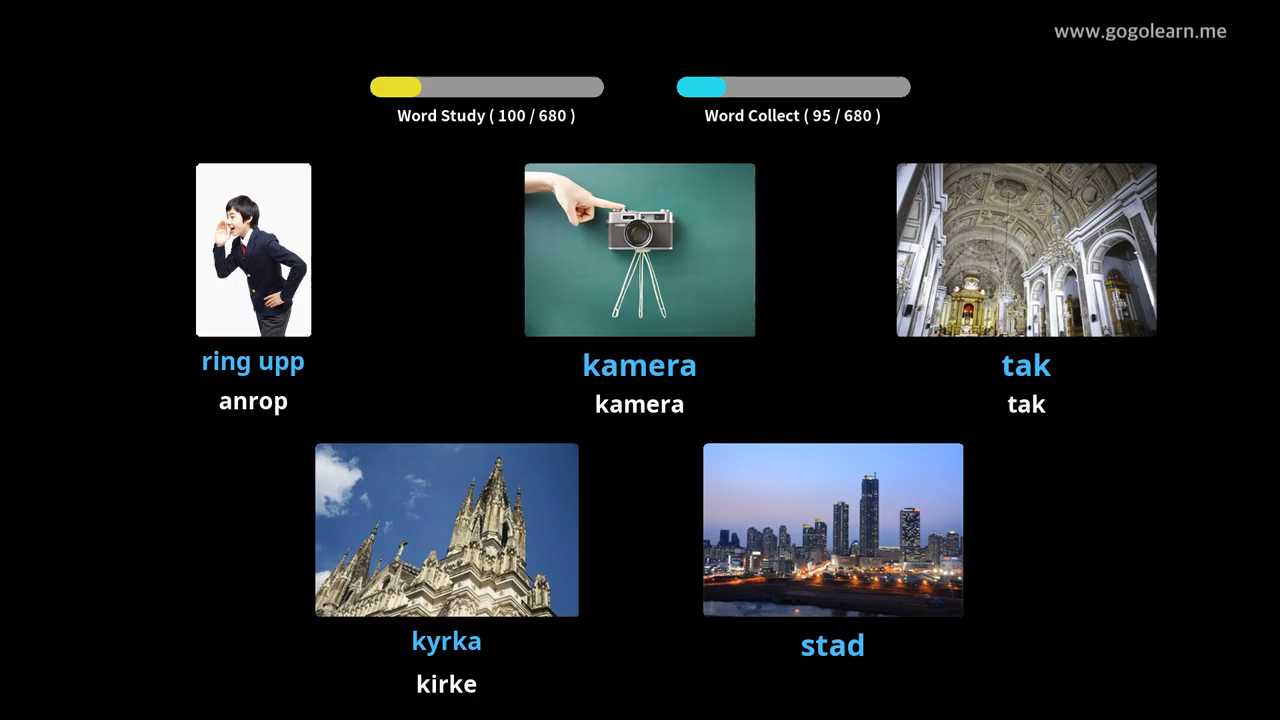 www.gogolearn.me
Word Study ( 100 / 680 )
Word Collect ( 95 / 680 )
ring upp
anrop
kamera
kamera
tak
tak
kyrka
kirke
stad